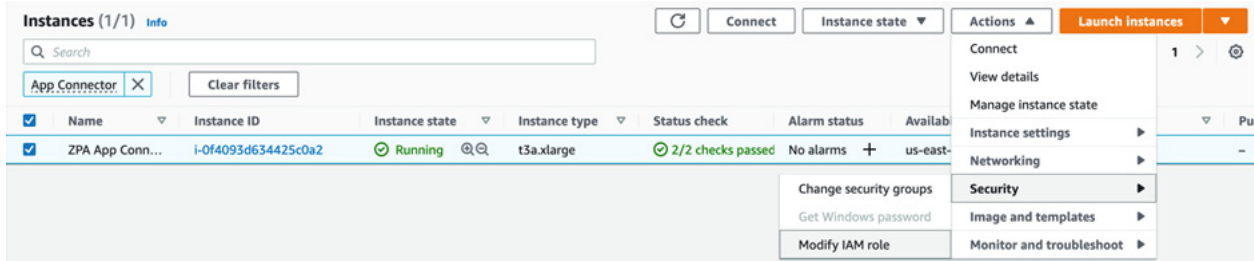 Instances (1/1) Info
Connect
Instance state
Actions
Launch instances
Search
Connect
1
App Connector
Clear filters
View details
Manage instance state
Name
Instance ID
Instance state
Instance type
Status check
Alarm status
Availab
Instance settings
Pu
ZPA App Conn...
i-0f4093d634425c0a2
Running
t3a.xlarge
2/2 checks passed
No alarms +
us-east-
Networking
–
Change security groups
Security
Get Windows password
Image and templates
Modify IAM role
Monitor and troubleshoot